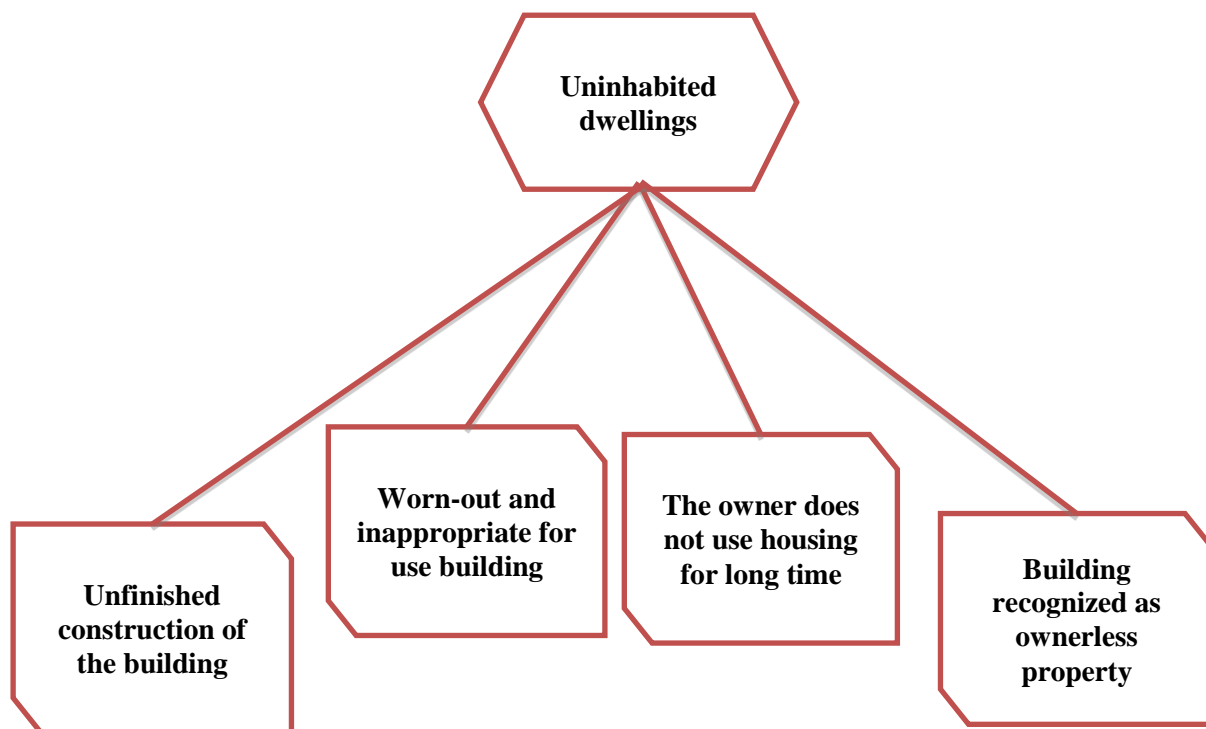 Uninhabited
dwellings
Unfinished
construction of
the building
Worn-out and
inappropriate for
use building
The owner does
not use housing
for long time
Building
recognized as
ownerless
property